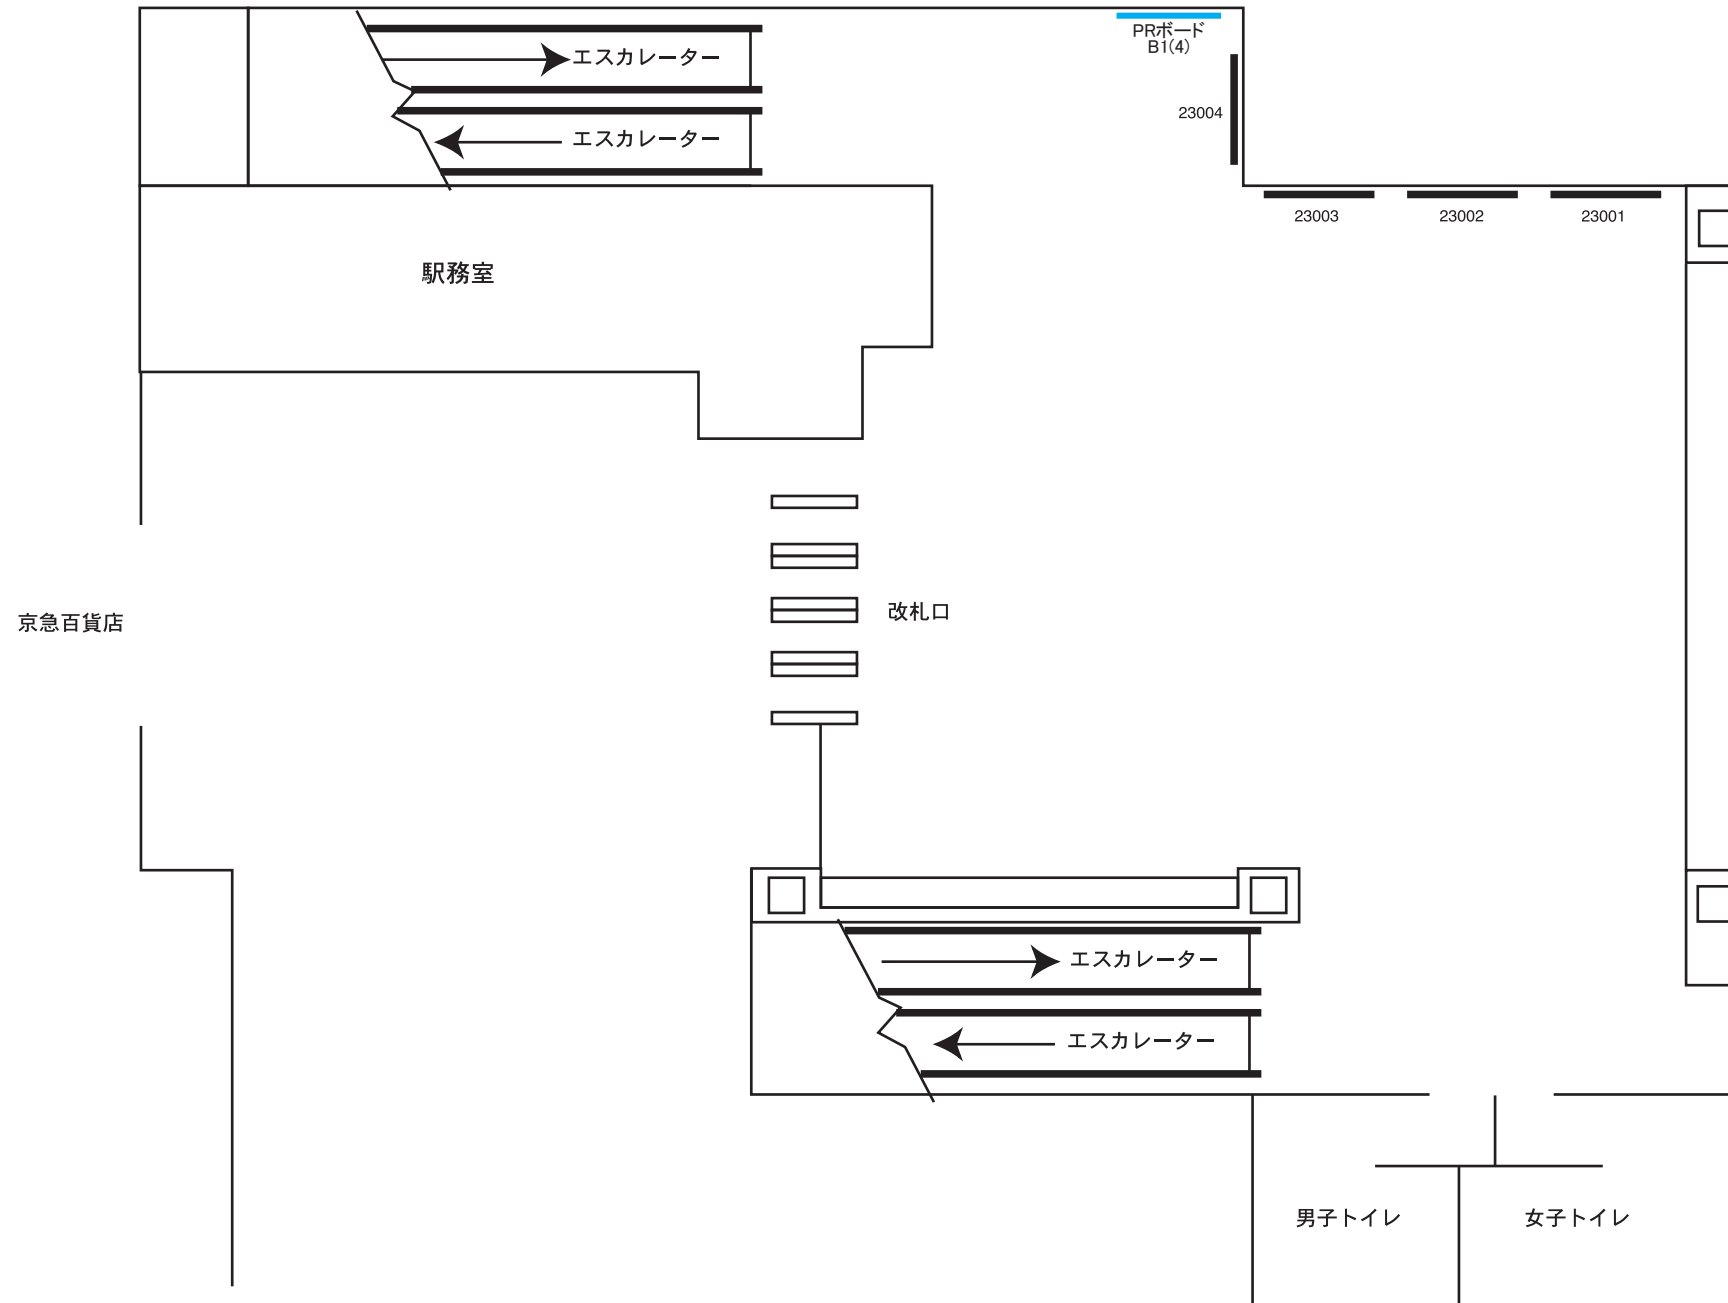 PRボード
B1(4)
エスカレーター
23004
エスカレーター
23003
23002
23001
駅務室
改札口
京急百貨店
エスカレーター
エスカレーター
男子トイレ
女子トイレ